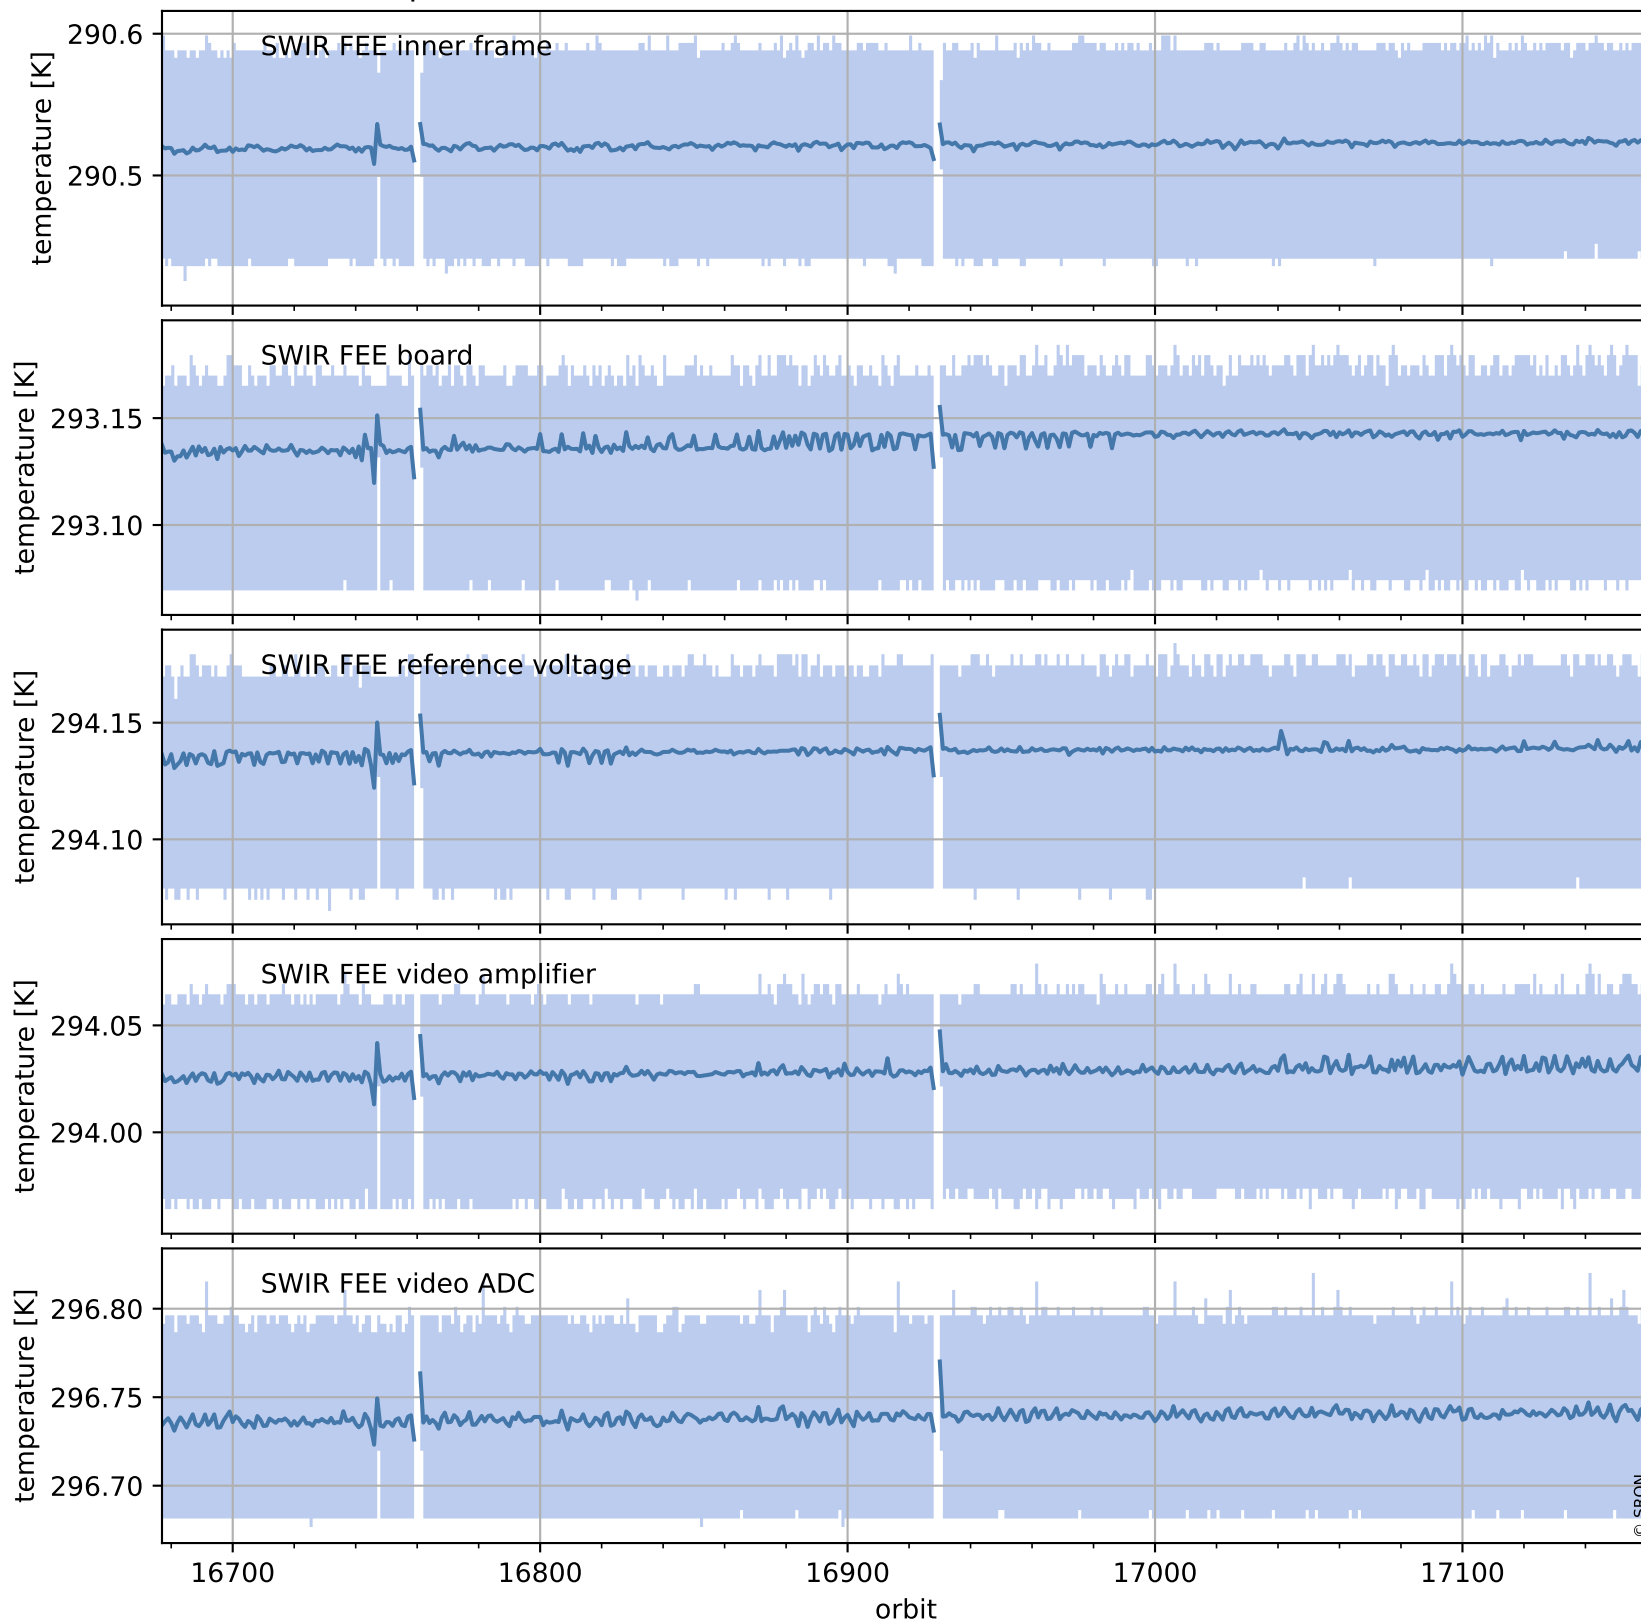 290.6
SWIR FEE inner frame
temperature [K]
290.5
SWIR FEE board
temperature [K]
293.15
293.10
SWIR FEE reference voltage
temperature [K]
294.15
294.10
SWIR FEE video amplifier
temperature [K]
294.05
294.00
SWIR FEE video ADC
temperature [K]
296.80
296.75
296.70
© SRON
16700 16800 16900 17000 17100
orbit